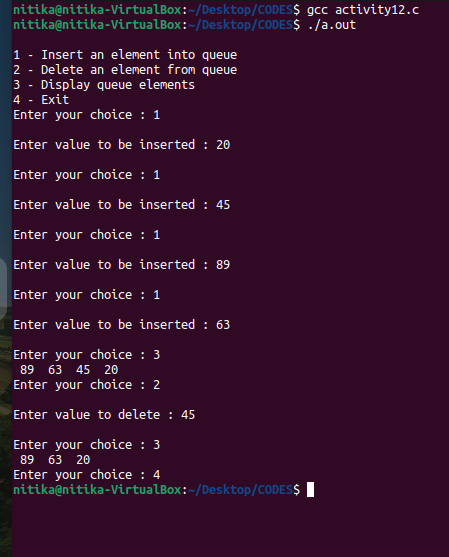 nitika@nitika-VirtualBox:~/Desktop/CODES$ gcc activity12.c
nitika@nitika-VirtualBox:~/Desktop/CODES$ ./a.out
1 - Insert an element into queue
2 - Delete an element from queue
3 - Display queue elements
4 - Exit
Enter your choice : 1
Enter value to be inserted : 20
Enter your choice : 1
Enter value to be inserted : 45
Enter your choice : 1
Enter value to be inserted : 89
Enter your choice : 1
Enter value to be inserted : 63
Enter your choice : 3
89  63  45  20
Enter your choice : 2
Enter value to delete : 45
Enter your choice : 3
89  63  20
Enter your choice : 4
nitika@nitika-VirtualBox:~/Desktop/CODES$